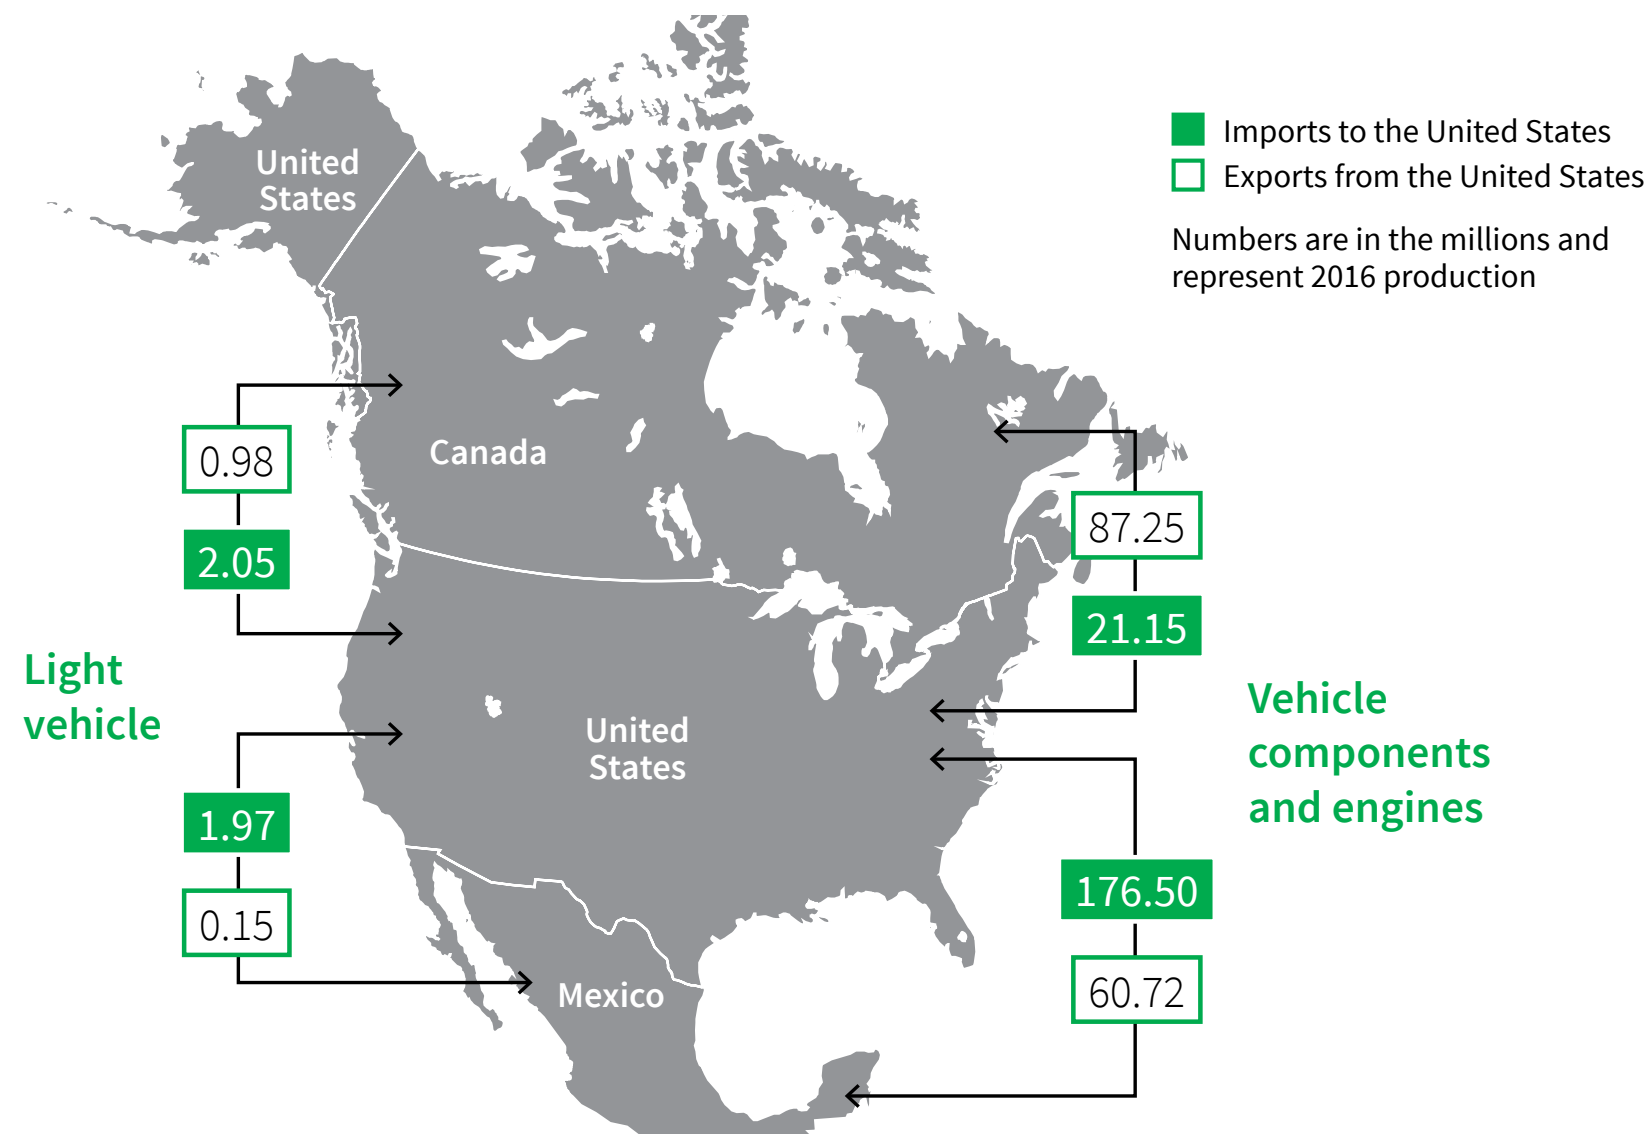 Imports to the United States
Exports from the United States
Numbers are in the millions and
represent 2016 production
United
States
Canada
0.98
2.05
Light
vehicle
1.97
0.15
United
States
Mexico
87.25
21.15
Vehicle
components
and engines
176.50
60.72